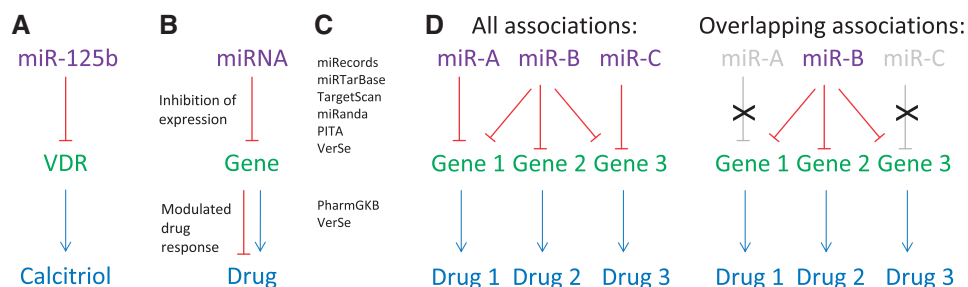 A
miR-125b
VDR
Calcitriol
B
miRNA
Inhibition of
expression
Gene
Modulated
drug
response
Drug
C
miRecords
miRTarBase
TargetScan
miRanda
PITA
VerSe
PharmGKB
VerSe
D
All associations:
miR-A miR-B miR-C
Gene 1 Gene 2 Gene 3
Drug 1 Drug 2 Drug 3
Overlapping associations:
miR-A miR-B miR-C
Gene 1 Gene 2 Gene 3
Drug 1 Drug 2 Drug 3